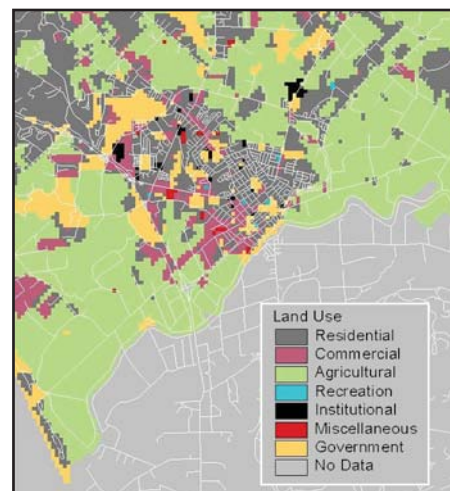 Land Use
Residential
Commercial
Agricultural
Recreation
Institutional
Miscellaneous
Government
No Data